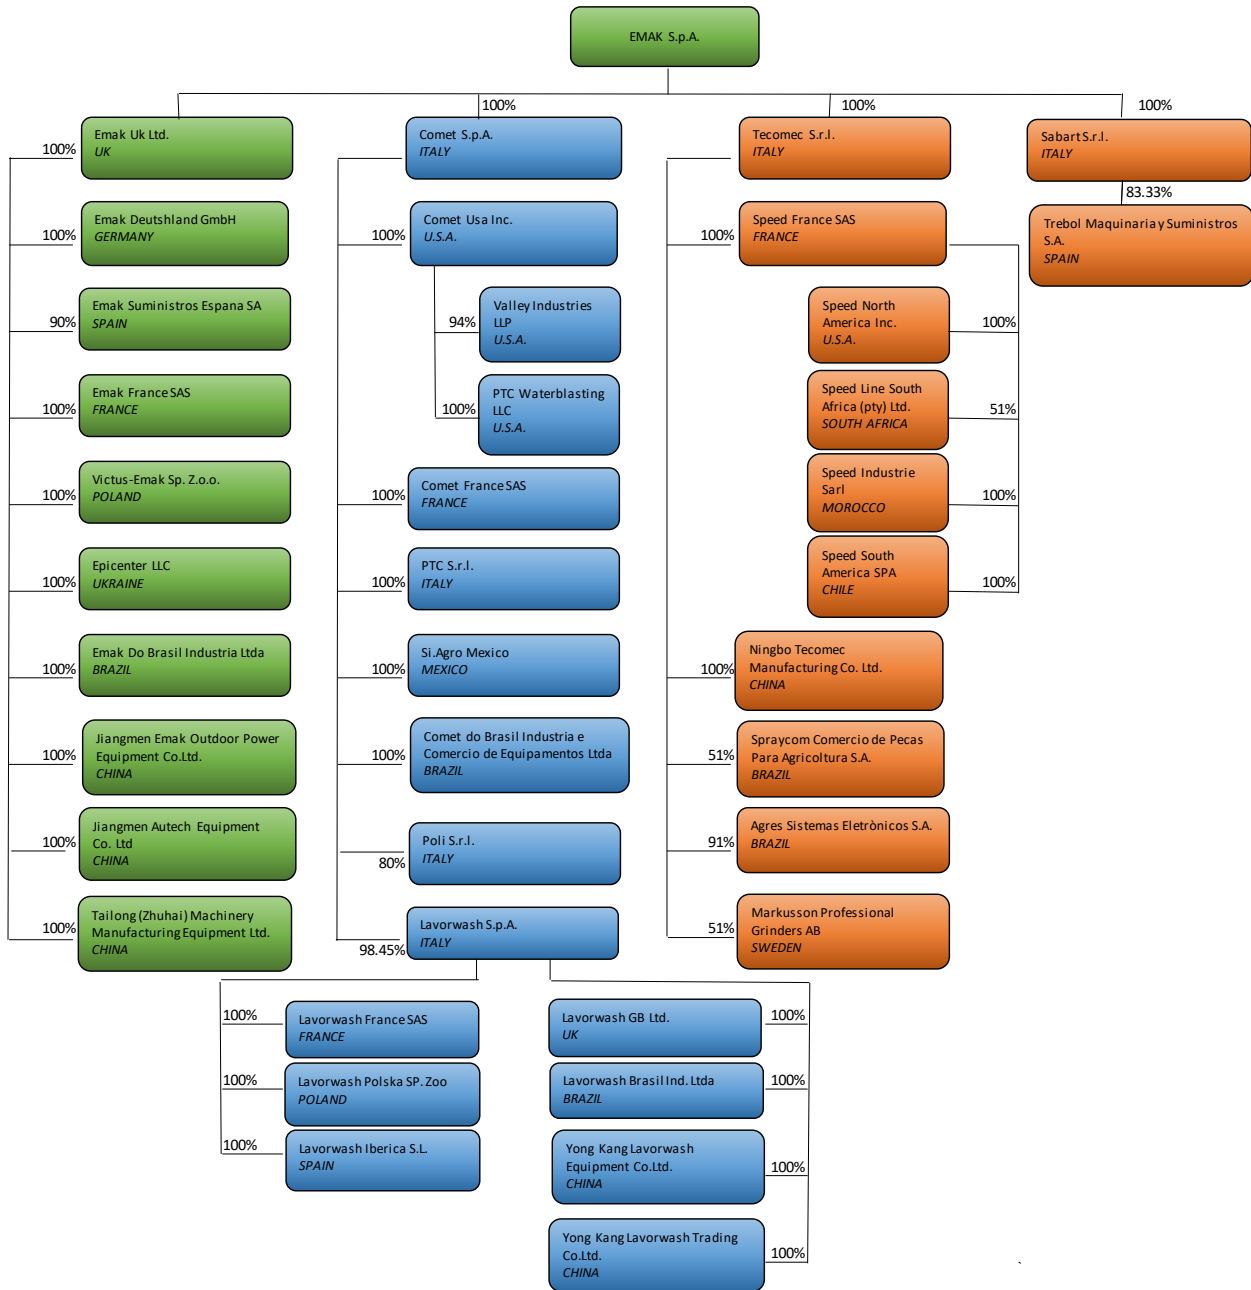 EMAK S.p.A.
100%
100%
100%
Emak Uk Ltd.
UK
100%
Emak Deutshland GmbH
GERMANY
100%
Emak Suministros Espana SA
SPAIN
90%
Emak France SAS
FRANCE
100%
Victus-Emak Sp. Z.o.o.
POLAND
100%
Epicenter LLC
UKRAINE
100%
Emak Do Brasil Industria Ltda
BRAZIL
100%
Jiangmen Emak Outdoor Power
Equipment Co.Ltd.
CHINA
100%
Jiangmen Autech Equipment
Co. Ltd
CHINA
100%
Tailong (Zhuhai) Machinery
Manufacturing Equipment Ltd.
CHINA
100%
Comet S.p.A.
ITALY
Comet Usa Inc.
U.S.A.
100%
Valley Industries
LLP
U.S.A.
94%
PTC Waterblasting
LLC
U.S.A.
100%
Comet France SAS
FRANCE
100%
PTC S.r.l.
ITALY
100%
Si.Agro Mexico
MEXICO
100%
Comet do Brasil Industria e
Comercio de Equipamentos Ltda
BRAZIL
100%
Poli S.r.l.
ITALY
80%
Lavorwash S.p.A.
ITALY
98.45%
Lavorwash France SAS
FRANCE
100%
Lavorwash Polska SP. Zoo
POLAND
100%
Lavorwash Iberica S.L.
SPAIN
100%
Lavorwash GB Ltd.
UK
100%
Lavorwash Brasil Ind. Ltda
BRAZIL
100%
Yong Kang Lavorwash
Equipment Co.Ltd.
CHINA
100%
Yong Kang Lavorwash Trading
Co.Ltd.
CHINA
100%
Tecomec S.r.l.
ITALY
Speed France SAS
FRANCE
100%
Speed North
America Inc.
U.S.A.
100%
Speed Line South
Africa (pty) Ltd.
SOUTH AFRICA
51%
Speed Industrie
Sarl
MOROCCO
100%
Speed South
America SPA
CHILE
100%
Ningbo Tecomec
Manufacturing Co. Ltd.
CHINA
100%
Spraycom Comercio de Pecas
Para Agricoltura S.A.
BRAZIL
51%
Agres Sistemas Eletrònicos S.A.
BRAZIL
91%
Markusson Professional
Grinders AB
SWEDEN
51%
Sabart S.r.l.
ITALY
83.33%
Trebol Maquinaria y Suministros
S.A.
SPAIN